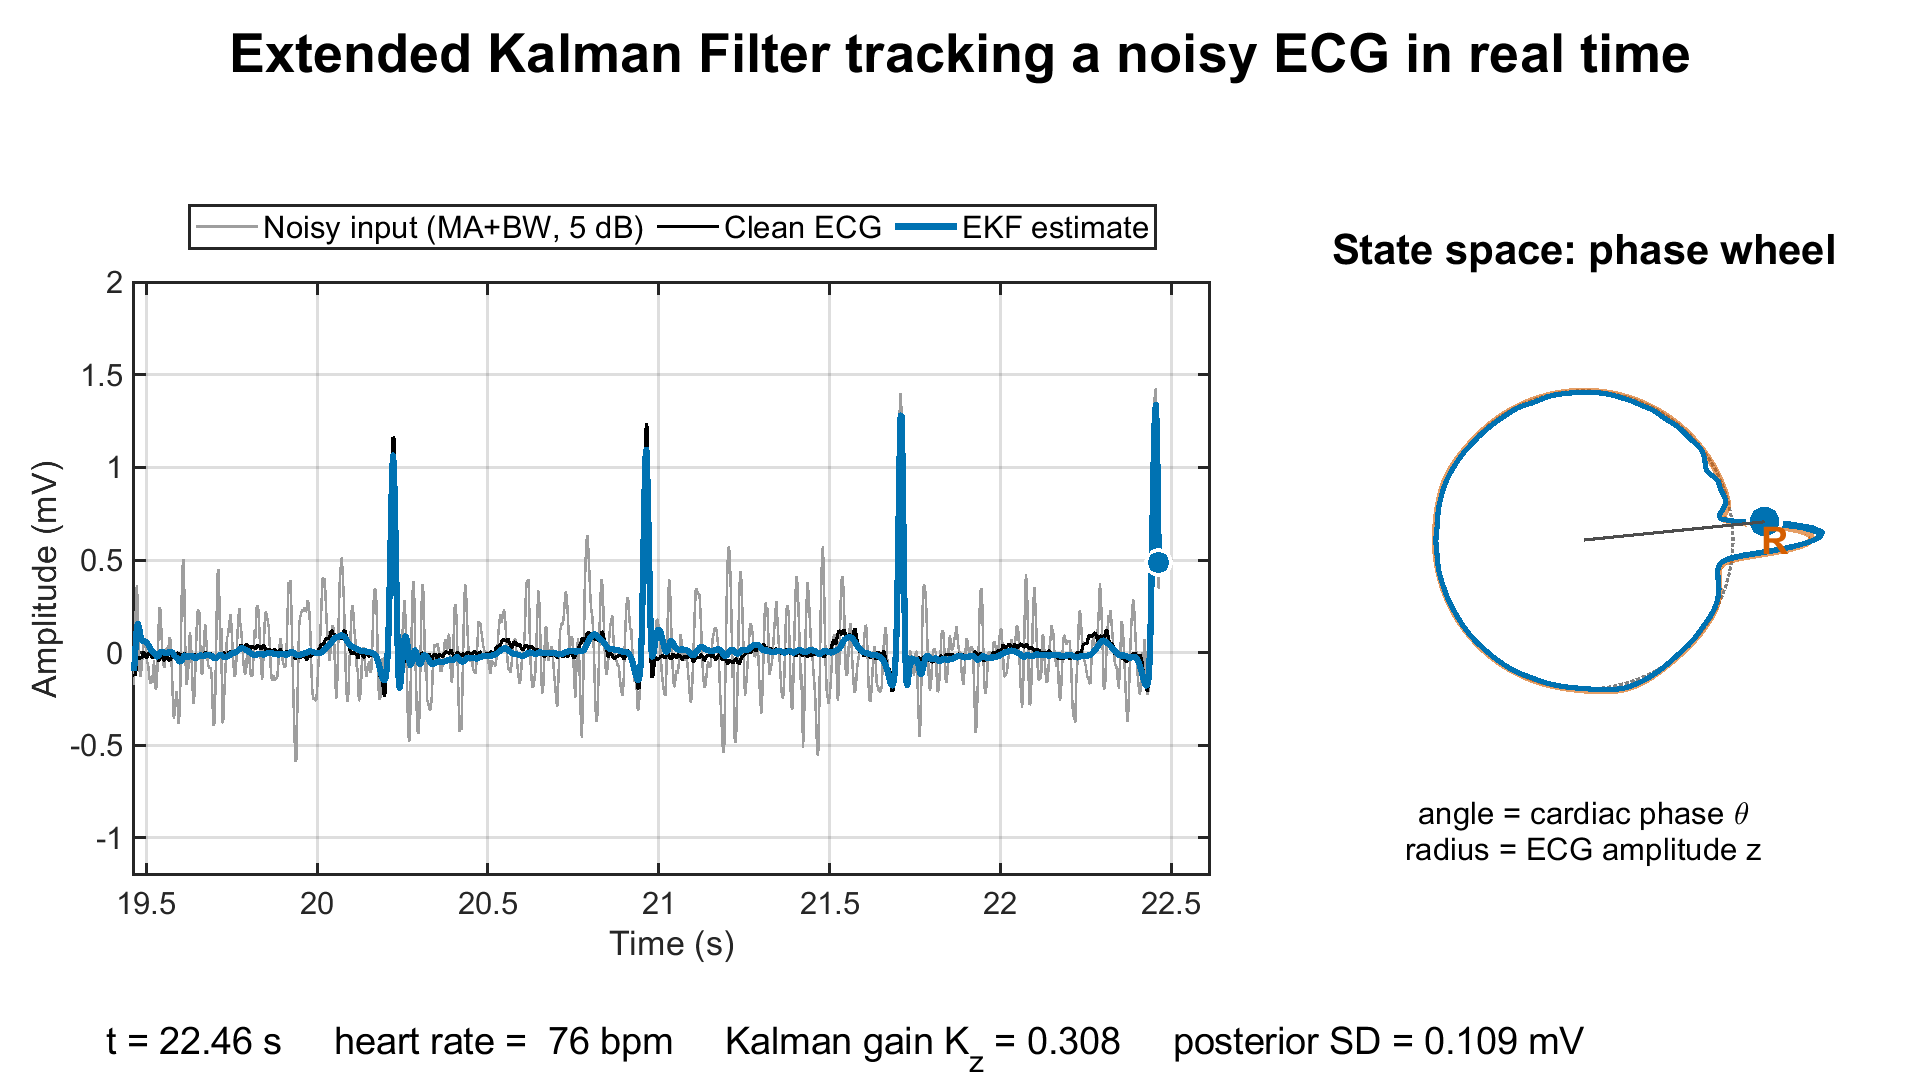 Extended Kalman Filter tracking a noisy ECG in real time
Noisy input (MA+BW, 5 dB) Clean ECG EKF estimate
State space: phase wheel
2
1.5
1
0.5
0
-0.5
-1
Amplitude (mV)
19.5 20 20.5 21 21.5 22 22.5
Time (s)
R
angle = cardiac phase θ
radius = ECG amplitude z
t = 22.46 s heart rate = 76 bpm Kalman gain K_z = 0.308 posterior SD = 0.109 mV